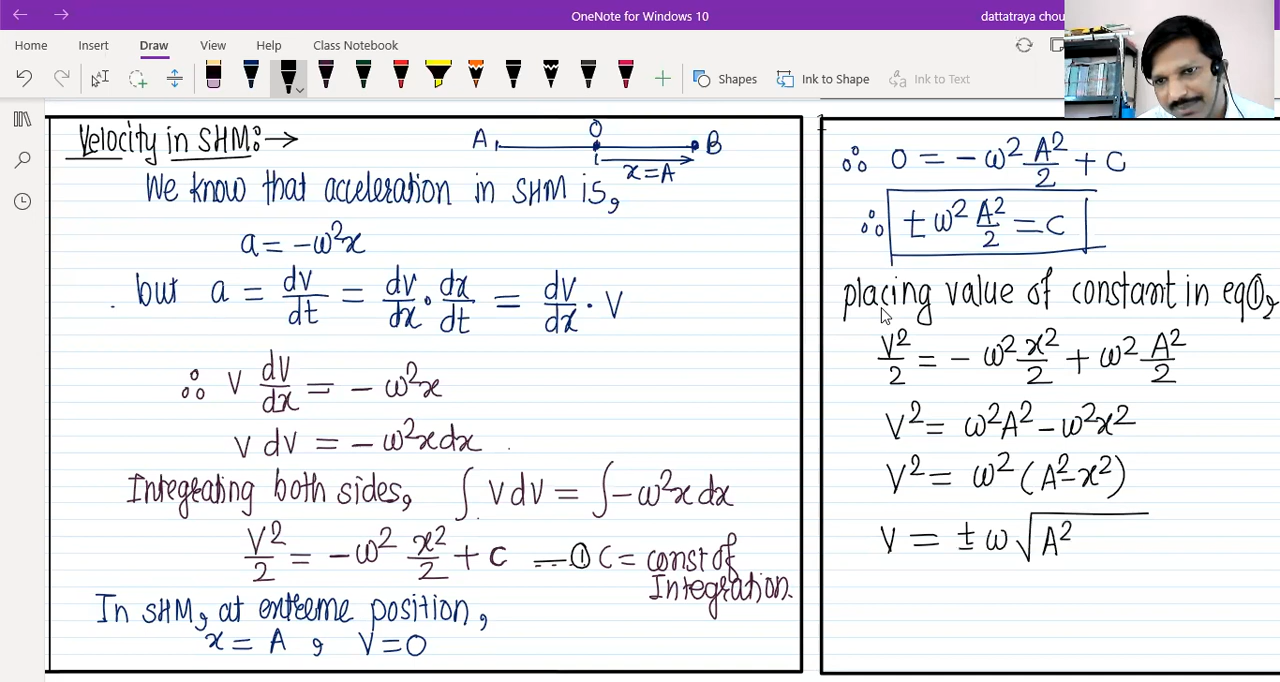 OneNote for Windows 10
dattatraya chou
Home Insert Draw View Help Class Notebook
Shapes Ink to Shape Ink to Text
Velocity in SHM:→
A O B
x=A
We know that acceleration in SHM is,
a = -ω²x
but a = dv/dt = dv/dx · dx/dt = dv/dx · V
∴ V dv/dx = - ω²x
V dv = - ω²x dx
Integrating both sides, ∫ V dv = ∫ -ω²x dx
V²/2 = -ω² x²/2 + C —① C = const of
Integration.
In SHM, at extreme position,
x = A , V = 0
∴ 0 = - ω² A²/2 + C
∴ ± ω² A²/2 = C
placing value of constant in eq①,
V²/2 = - ω² x²/2 + ω² A²/2
V² = ω²A² - ω²x²
V² = ω² (A²-x²)
V = ± ω √A²